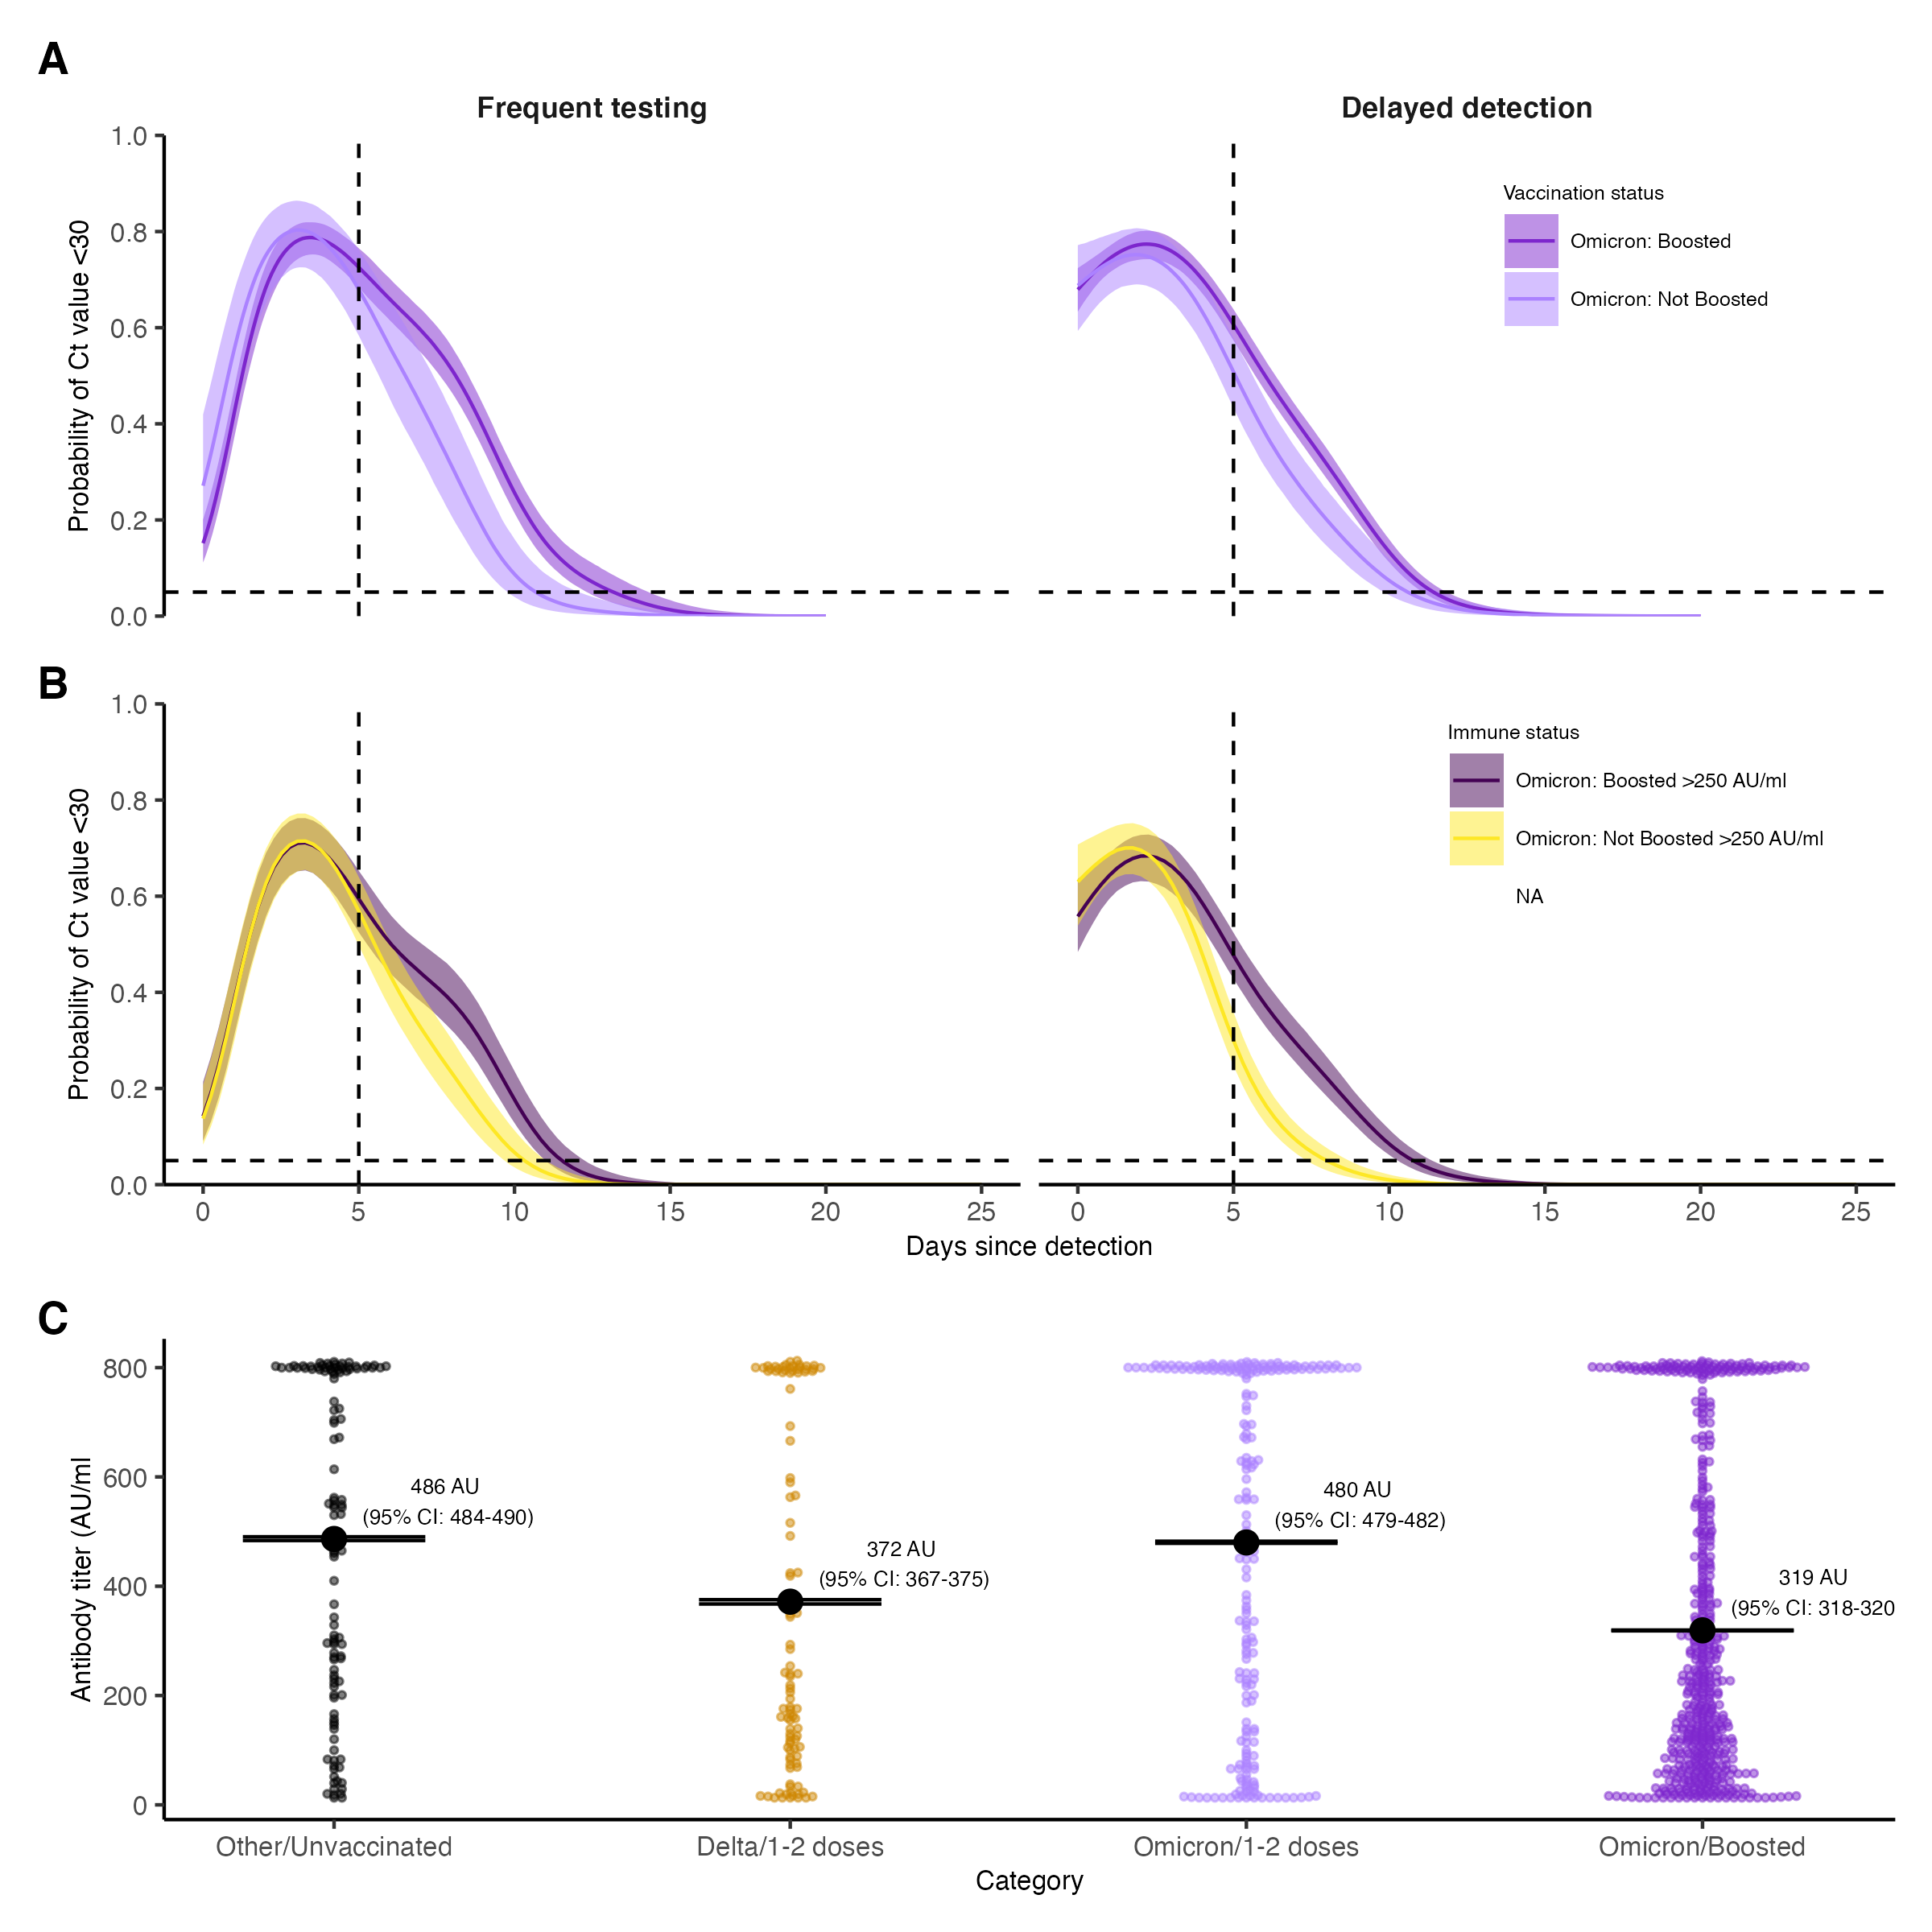 A
Frequent testing
Delayed detection
1.0
0.8
0.6
0.4
0.2
0.0
Probability of Ct value <30
Vaccination status
Omicron: Boosted
Omicron: Not Boosted
B
1.0
0.8
0.6
0.4
0.2
0.0
Probability of Ct value <30
Immune status
Omicron: Boosted >250 AU/ml
Omicron: Not Boosted >250 AU/ml
NA
0 5 10 15 20 25
0 5 10 15 20 25
Days since detection
C
800
600
400
200
0
Antibody titer (AU/ml
486 AU
(95% CI: 484-490)
372 AU
(95% CI: 367-375)
480 AU
(95% CI: 479-482)
319 AU
(95% CI: 318-320
Other/Unvaccinated
Delta/1-2 doses
Omicron/1-2 doses
Omicron/Boosted
Category